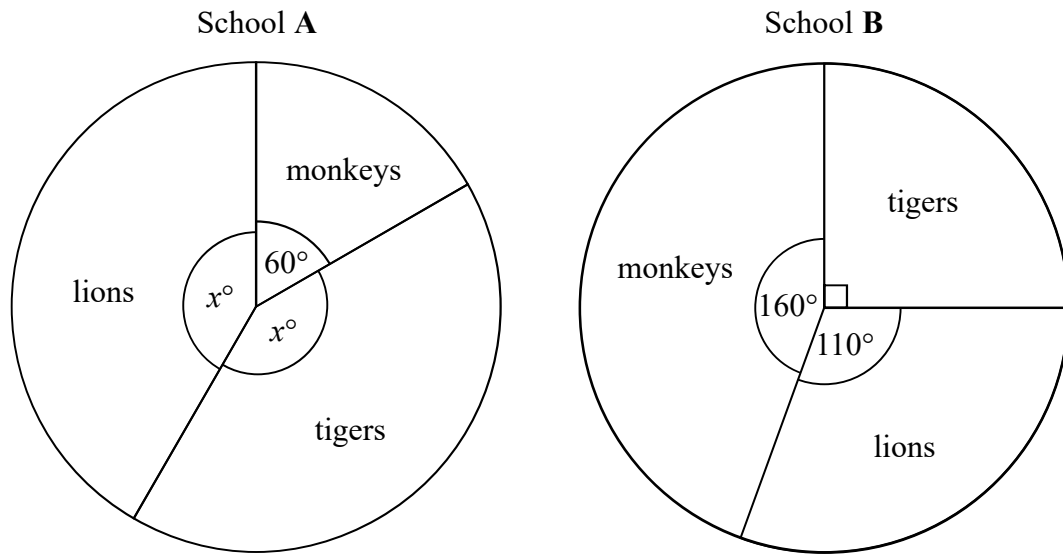 School A
monkeys
60°
lions
x°
x°
tigers
School B
tigers
monkeys
160°
110°
lions